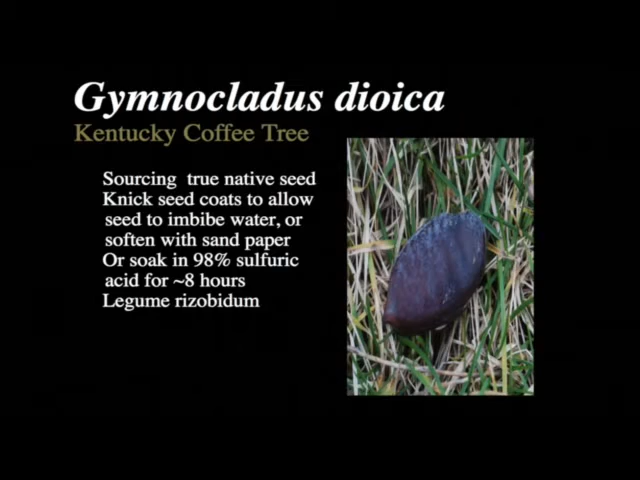 Gymnocladus dioica
Kentucky Coffee Tree
Sourcing true native seed
Knick seed coats to allow
seed to imbibe water, or
soften with sand paper
Or soak in 98% sulfuric
acid for ~8 hours
Legume rizobidum